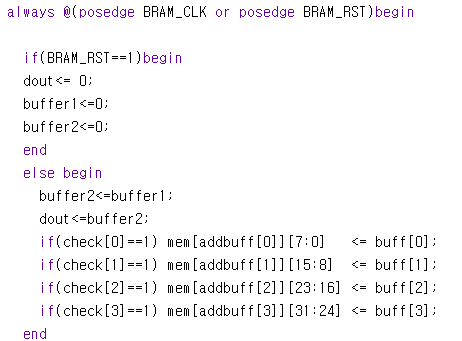 always @(posedge BRAM_CLK or posedge BRAM_RST)begin
if(BRAM_RST==1)begin
dout<= 0;
buffer1<=0;
buffer2<=0;
end
else begin
buffer2<=buffer1;
dout<=buffer2;
if(check[0]==1) mem[addbuff[0]][7:0] <= buff[0];
if(check[1]==1) mem[addbuff[1]][15:8] <= buff[1];
if(check[2]==1) mem[addbuff[2]][23:16] <= buff[2];
if(check[3]==1) mem[addbuff[3]][31:24] <= buff[3];
end